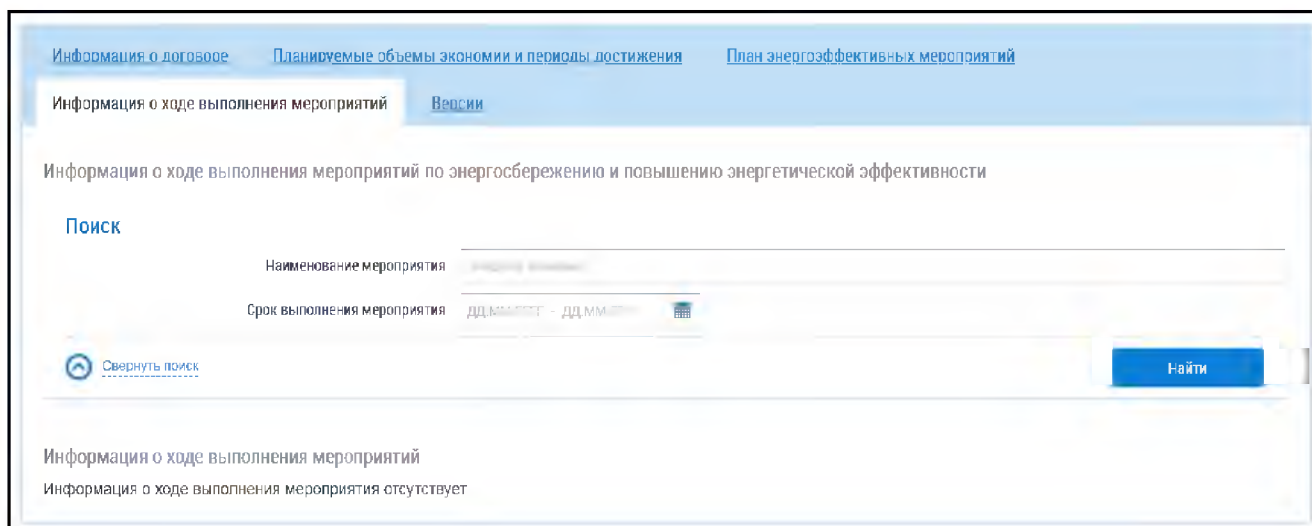 Информация о договоре Планируемые объемы экономии и периоды достижения План энергоэффективных мероприятий
Информация о ходе выполнения мероприятий Версии
Информация о ходе выполнения мероприятий по энергосбережению и повышению энергетической эффективности
Поиск
Наименование мероприятия
Срок выполнения мероприятия
Свернуть поиск Найти
Информация о ходе выполнения мероприятий
Информация о ходе выполнения мероприятия отсутствует